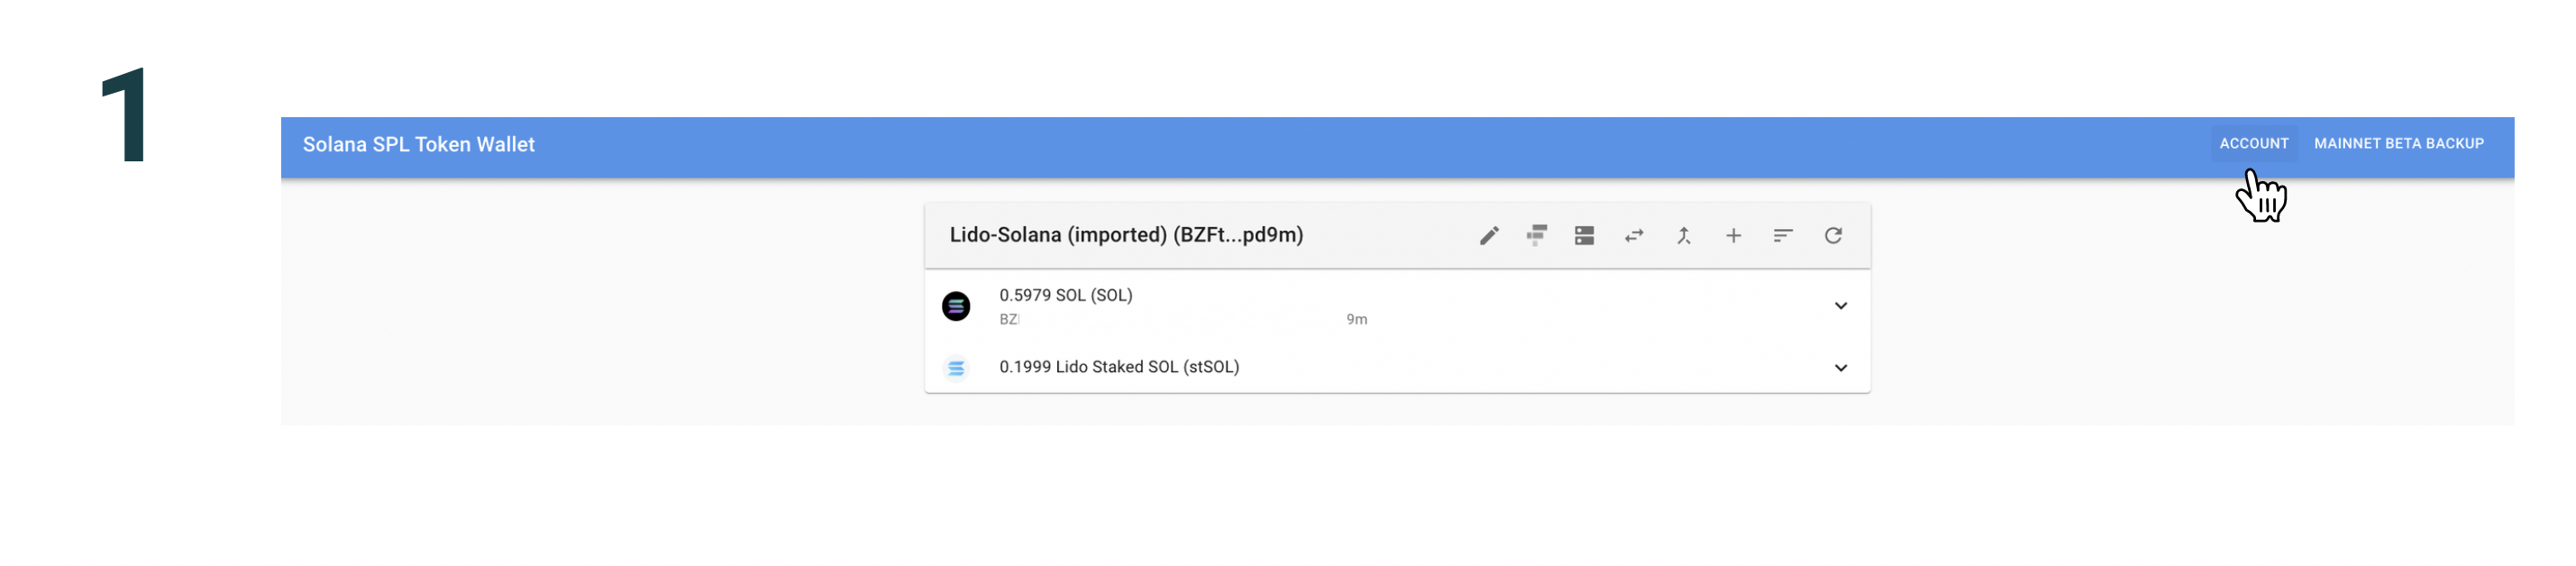 1
Solana SPL Token Wallet
ACCOUNT
MAINNET BETA BACKUP
Lido-Solana (imported) (BZFt...pd9m)
0.5979 SOL (SOL)
BZ 9m
0.1999 Lido Staked SOL (stSOL)